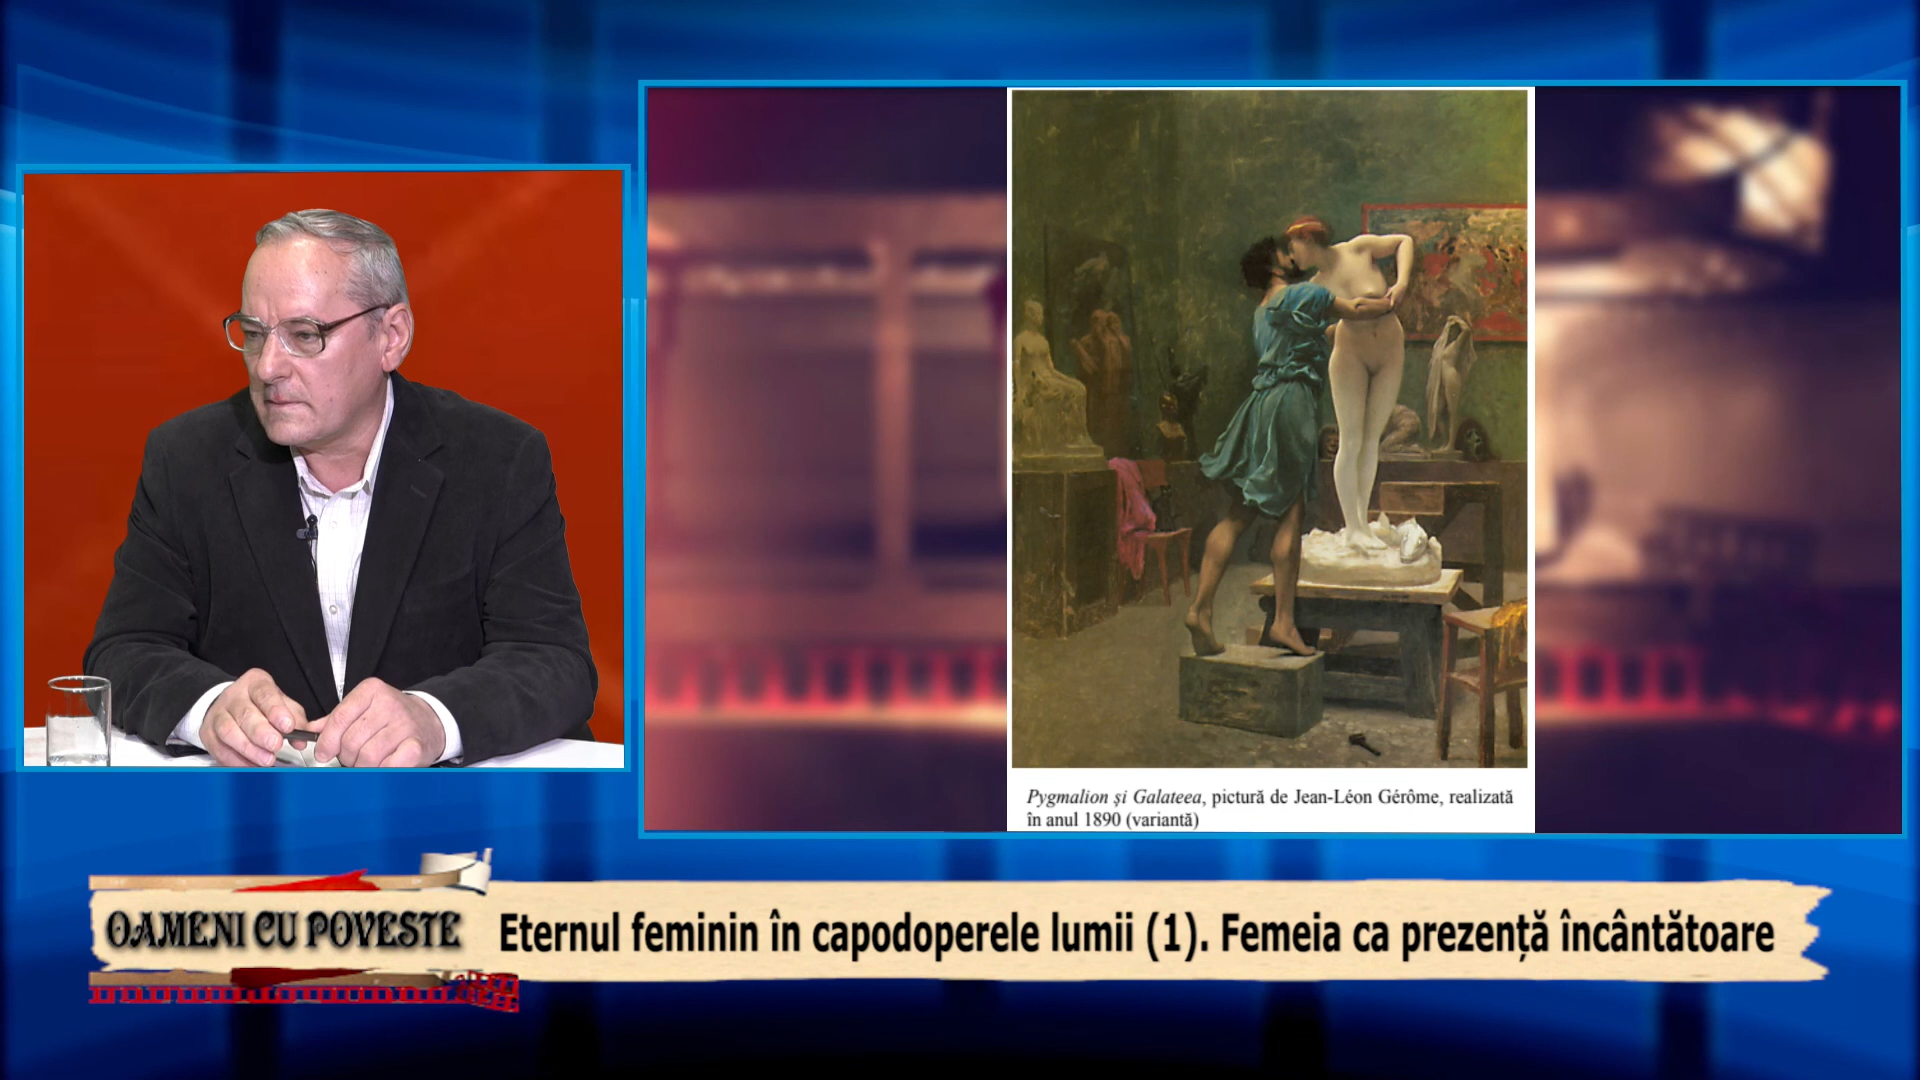 Pygmalion și Galateea, pictură de Jean-Léon Gérôme, realizată
în anul 1890 (variantă)
OAMENI CU POVESTE
Eternul feminin în capodoperele lumii (1). Femeia ca prezență încântătoare